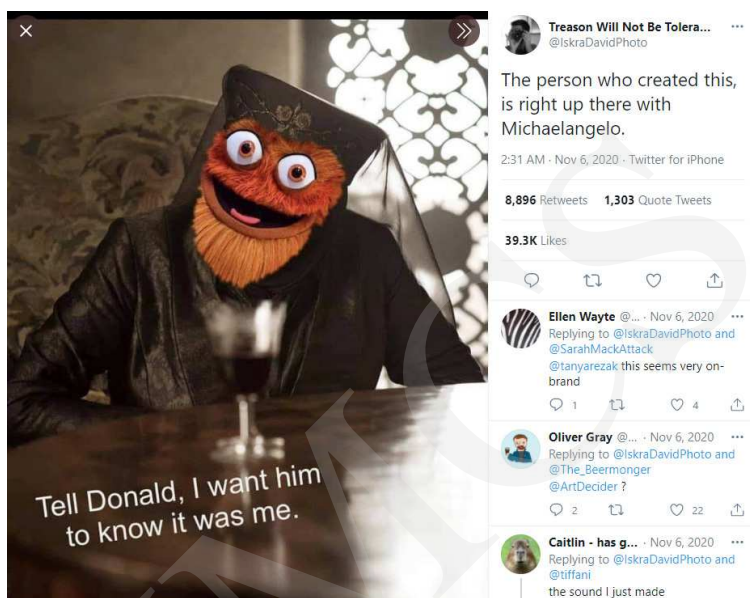 Treason Will Not Be Tolera...
@IskraDavidPhoto
The person who created this,
is right up there with
Michaelangelo.
2:31 AM · Nov 6, 2020 · Twitter for iPhone
8,896 Retweets 1,303 Quote Tweets
39.3K Likes
Ellen Wayte @... · Nov 6, 2020
Replying to @IskraDavidPhoto and
@SarahMackAttack
@tanyarezak this seems very on-
brand
1 4
Oliver Gray @... · Nov 6, 2020
Replying to @IskraDavidPhoto and
@The_Beermonger
@ArtDecider ?
2 22
Caitlin - has g... · Nov 6, 2020
Replying to @IskraDavidPhoto and
@tiffani
the sound I just made
Tell Donald, I want him
to know it was me.